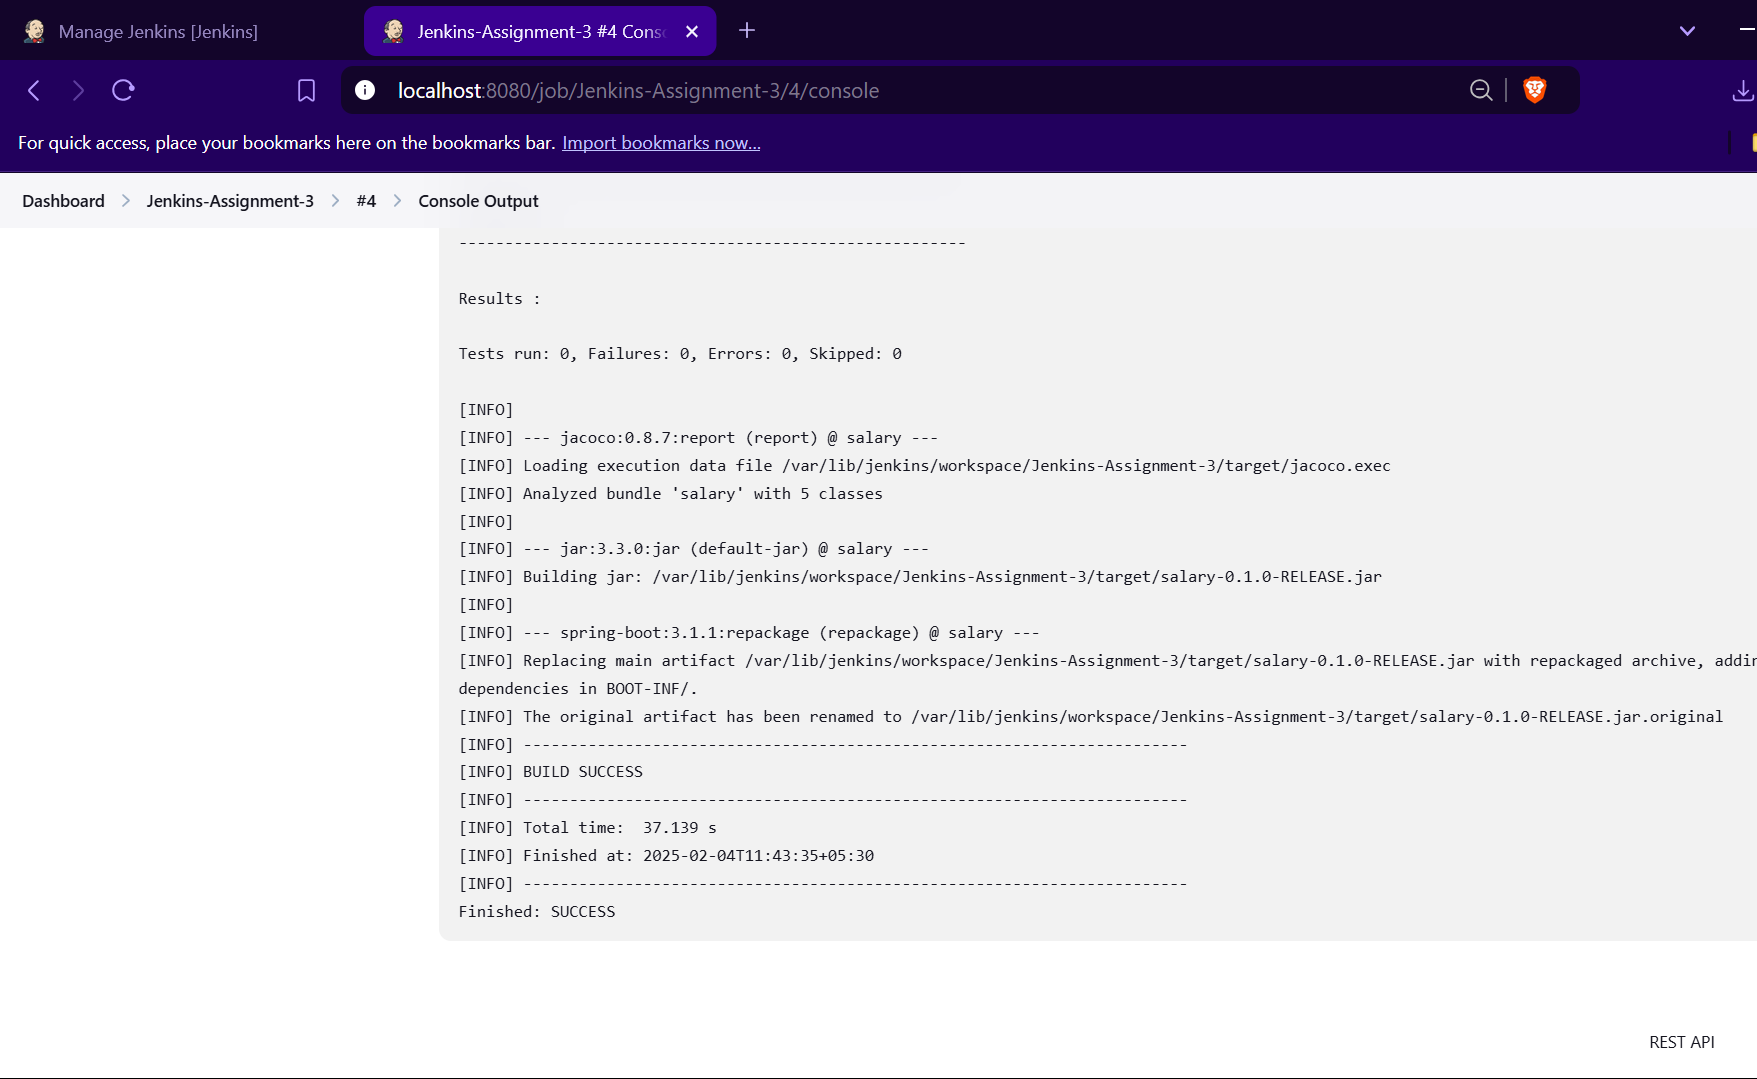 Manage Jenkins [Jenkins]
Jenkins-Assignment-3 #4 Cons
localhost:8080/job/Jenkins-Assignment-3/4/console
For quick access, place your bookmarks here on the bookmarks bar. Import bookmarks now...
Dashboard > Jenkins-Assignment-3 > #4 > Console Output
-------------------------------------------------------
Results :
Tests run: 0, Failures: 0, Errors: 0, Skipped: 0
[INFO]
[INFO] --- jacoco:0.8.7:report (report) @ salary ---
[INFO] Loading execution data file /var/lib/jenkins/workspace/Jenkins-Assignment-3/target/jacoco.exec
[INFO] Analyzed bundle 'salary' with 5 classes
[INFO]
[INFO] --- jar:3.3.0:jar (default-jar) @ salary ---
[INFO] Building jar: /var/lib/jenkins/workspace/Jenkins-Assignment-3/target/salary-0.1.0-RELEASE.jar
[INFO]
[INFO] --- spring-boot:3.1.1:repackage (repackage) @ salary ---
[INFO] Replacing main artifact /var/lib/jenkins/workspace/Jenkins-Assignment-3/target/salary-0.1.0-RELEASE.jar with repackaged archive,
dependencies in BOOT-INF/.
[INFO] The original artifact has been renamed to /var/lib/jenkins/workspace/Jenkins-Assignment-3/target/salary-0.1.0-RELEASE.jar.original
[INFO] ------------------------------------------------------------------------
[INFO] BUILD SUCCESS
[INFO] ------------------------------------------------------------------------
[INFO] Total time:  37.139 s
[INFO] Finished at: 2025-02-04T11:43:35+05:30
[INFO] ------------------------------------------------------------------------
Finished: SUCCESS
REST API